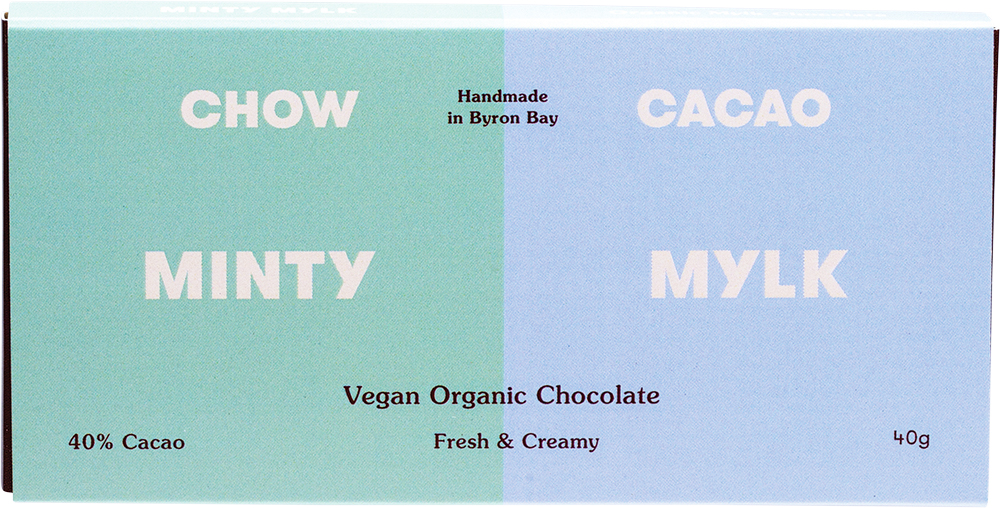 MINTY MYLK
CHOW
Handmade
in Byron Bay
CACAO
MINTY
MYLK
Vegan Organic Chocolate
40% Cacao
Fresh & Creamy
40g